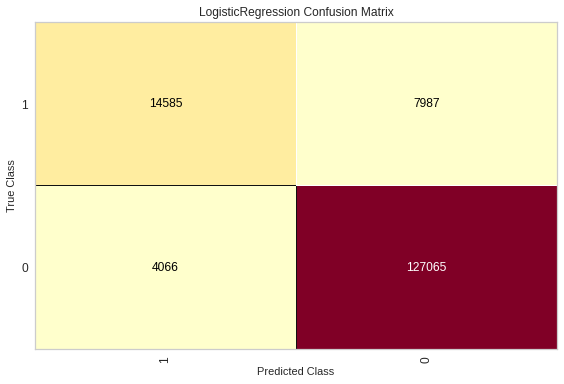 LogisticRegression Confusion Matrix
True Class
1
14585
7987
0
4066
127065
1
0
Predicted Class